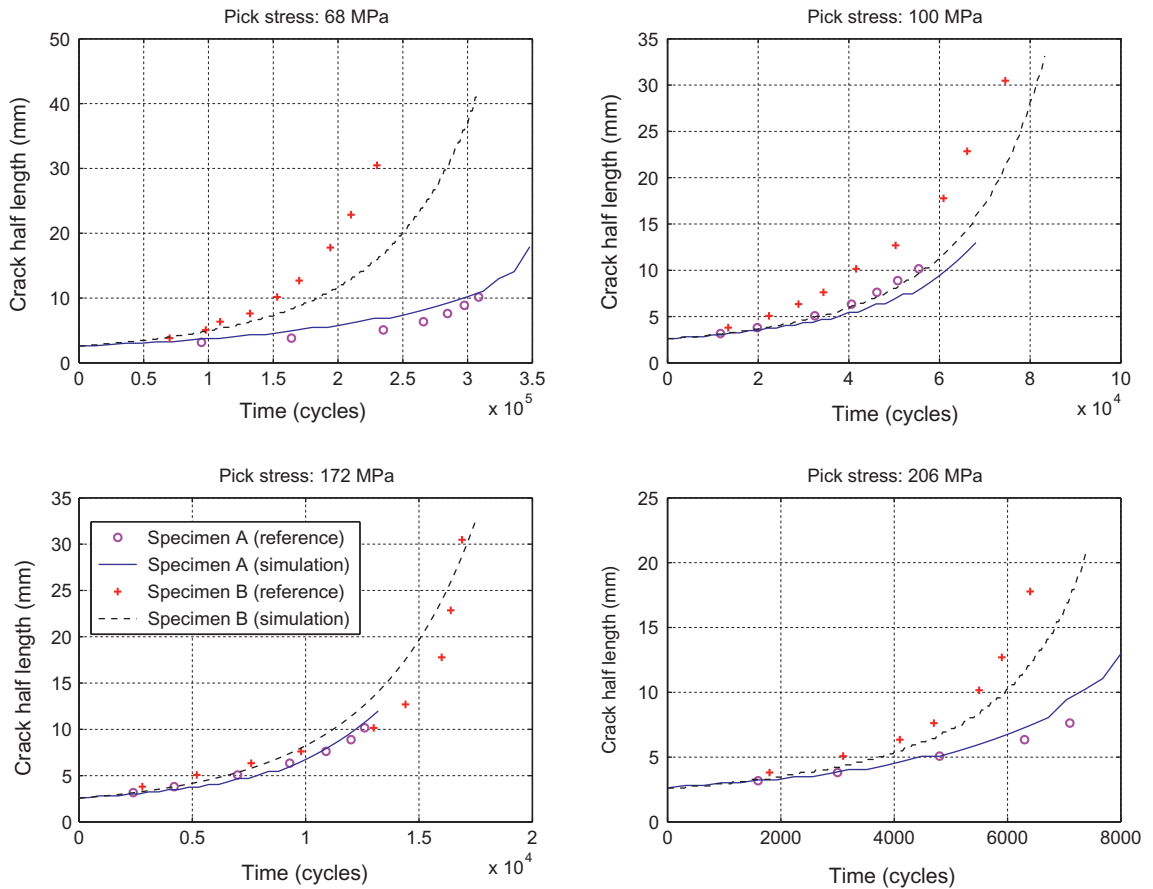 Pick stress: 68 MPa
50
40
30
20
10
0
Crack half length (mm)
0 0.5 1 1.5 2 2.5 3 3.5
Time (cycles)
x 10^5
Pick stress: 100 MPa
35
30
25
20
15
10
5
0
Crack half length (mm)
0 20 40 60 80 10
Time (cycles)
x 10^4
Pick stress: 172 MPa
35
30
25
20
15
10
5
0
Crack half length (mm)
Specimen A (reference)
Specimen A (simulation)
Specimen B (reference)
Specimen B (simulation)
0 0.5 1 1.5 2
Time (cycles)
x 10^4
Pick stress: 206 MPa
25
20
15
10
5
0
Crack half length (mm)
0 2000 4000 6000 8000
Time (cycles)